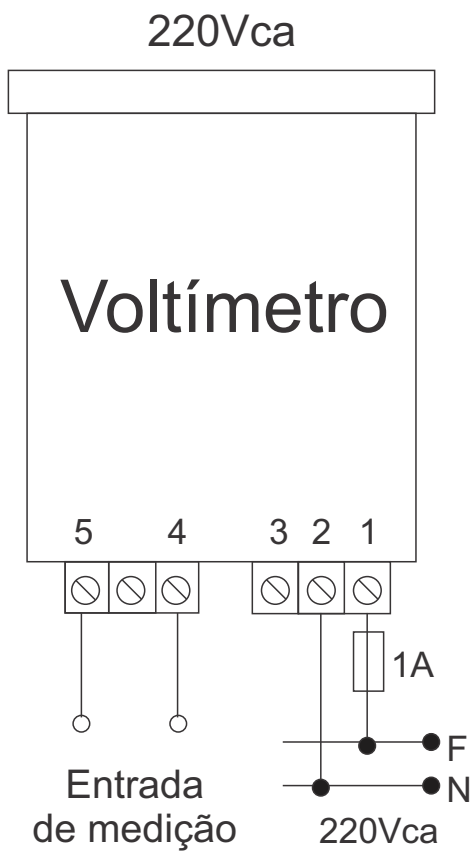 220Vca
Voltímetro
5 4 3 2 1
1A
F
N
Entrada
de medição
220Vca